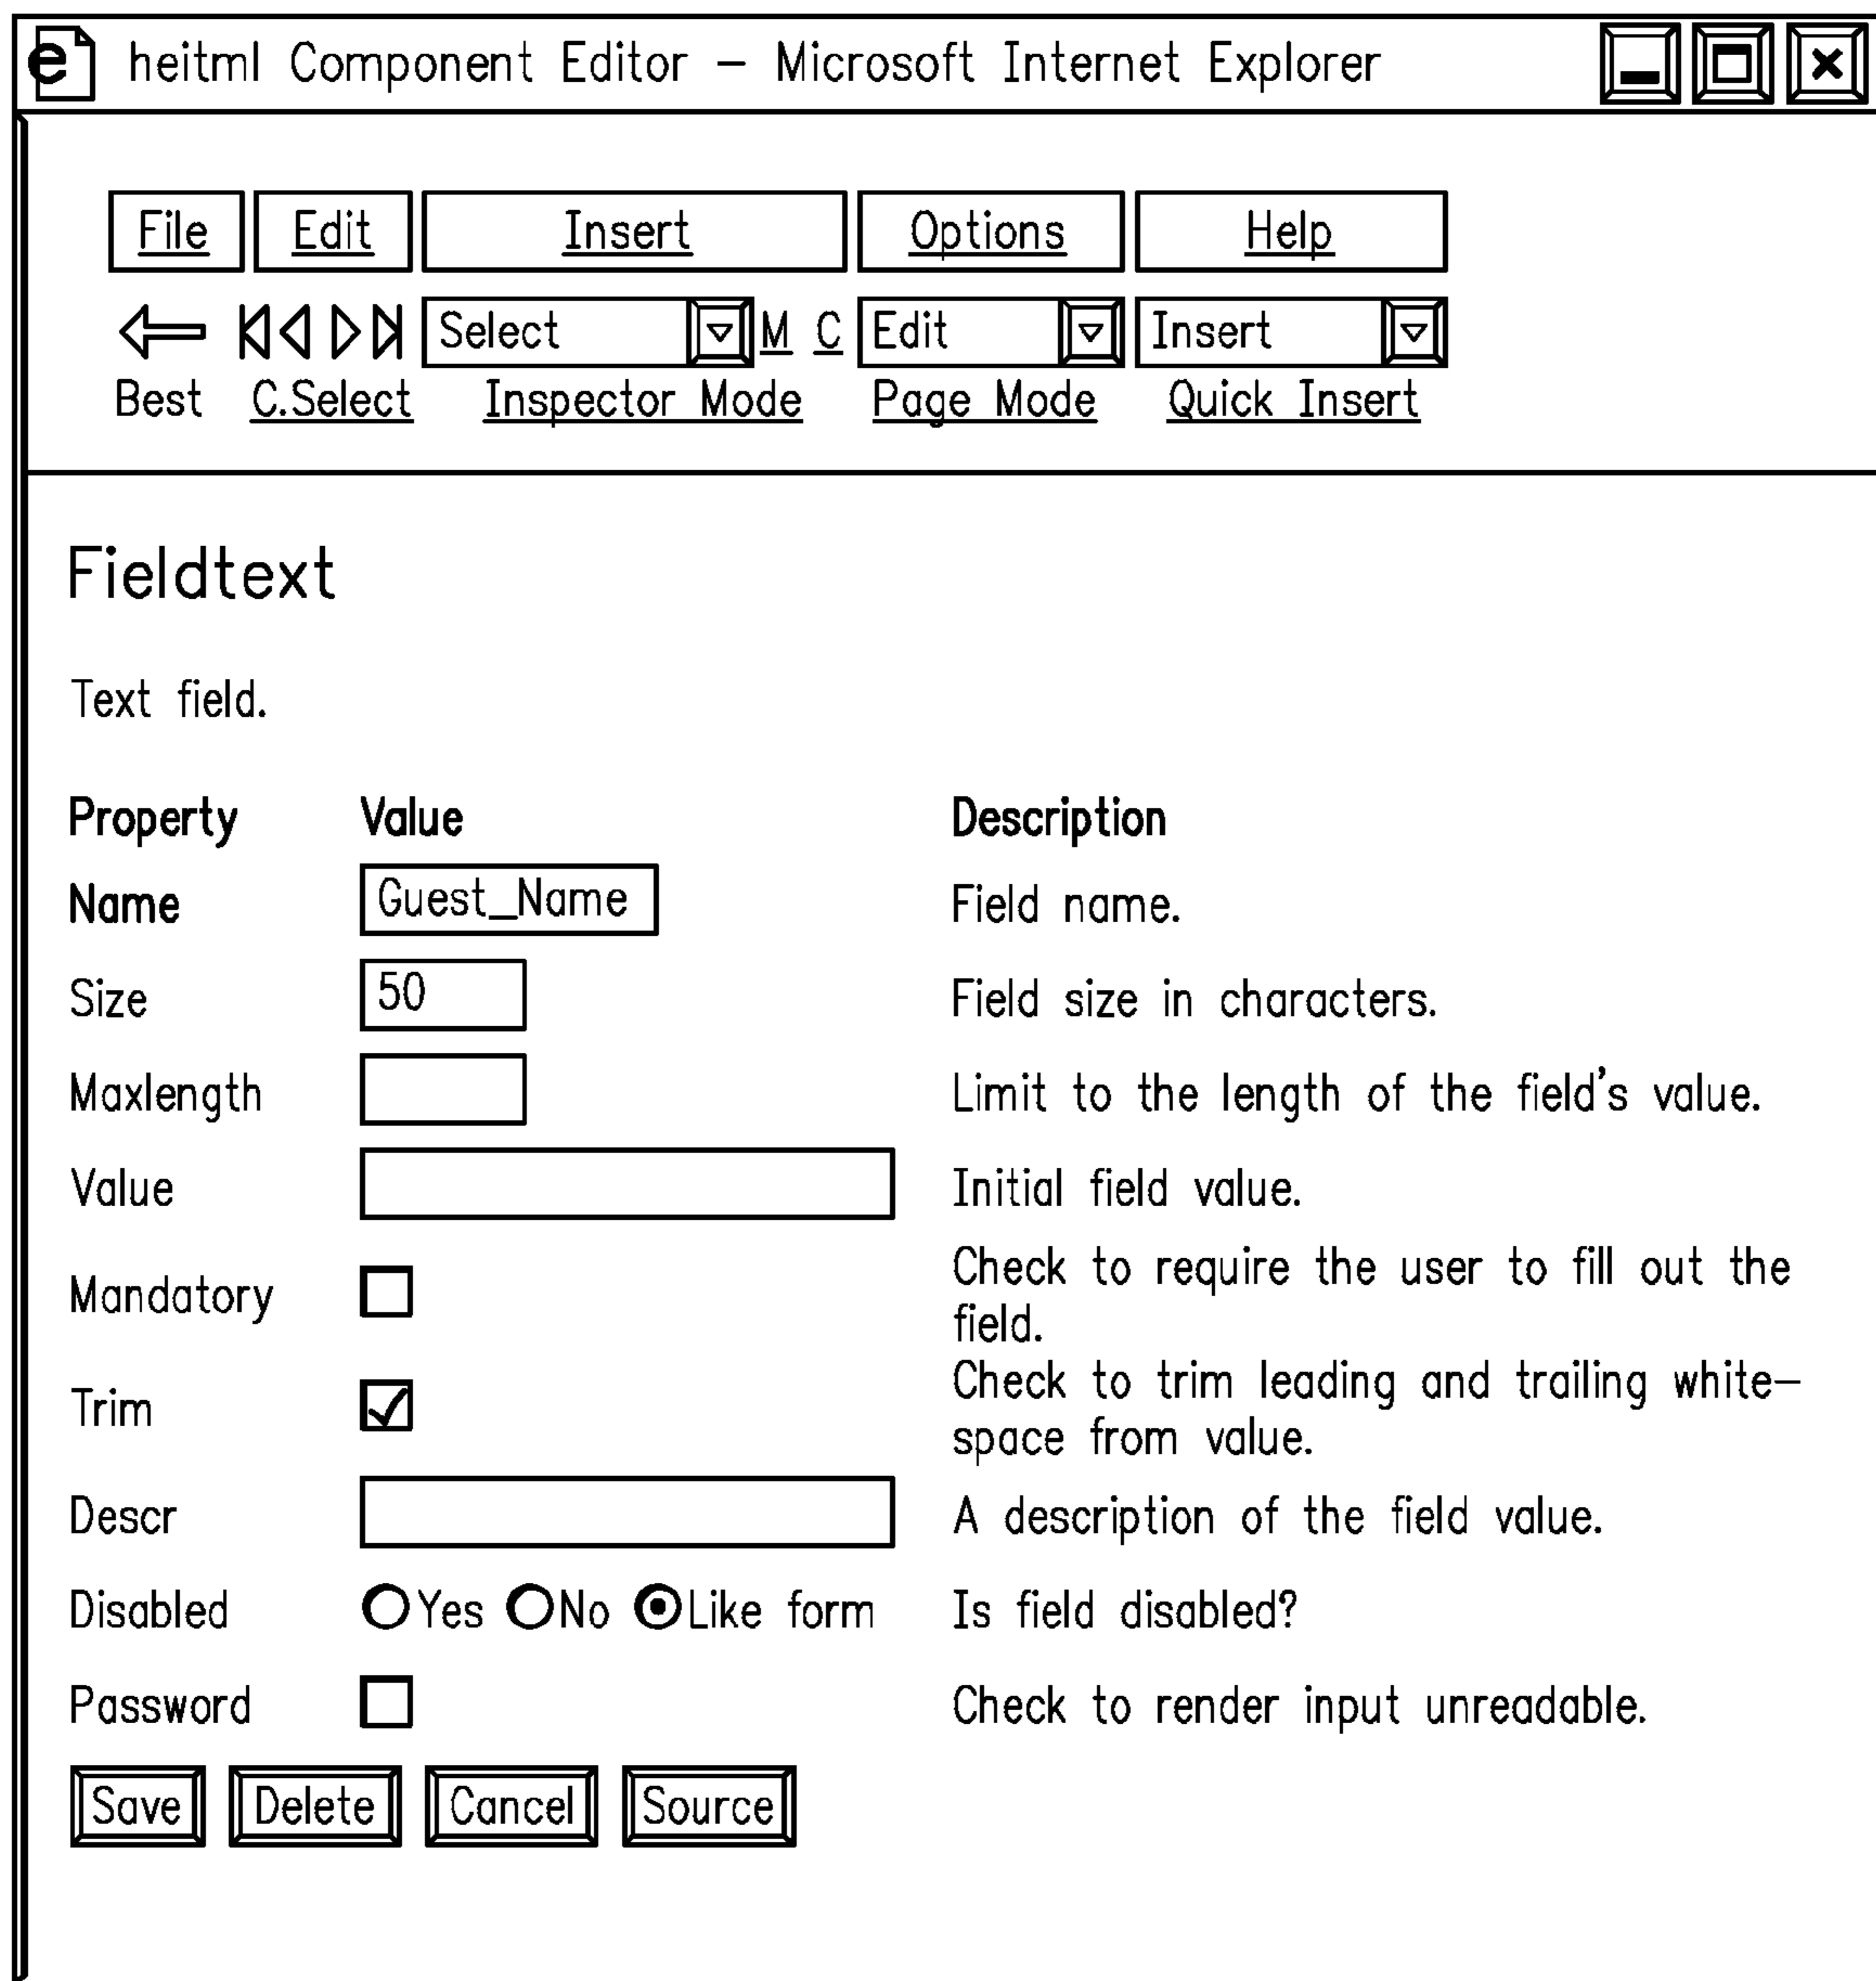 heitml Component Editor – Microsoft Internet Explorer
File Edit Insert Options Help
Select M C Edit Insert
Best C.Select Inspector Mode Page Mode Quick Insert
Fieldtext
Text field.
Property Value Description
Name Guest_Name Field name.
Size 50 Field size in characters.
Maxlength Limit to the length of the field's value.
Value Initial field value.
Mandatory Check to require the user to fill out the
field.
Trim Check to trim leading and trailing white–
space from value.
Descr A description of the field value.
Disabled Yes No Like form Is field disabled?
Password Check to render input unreadable.
Save Delete Cancel Source